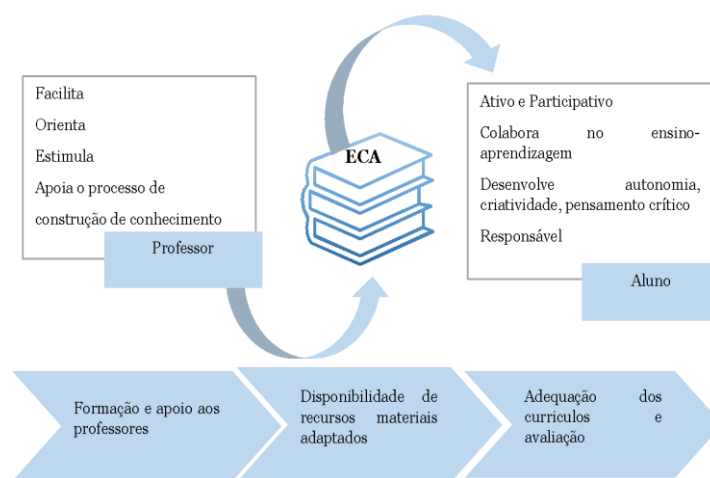 Facilita
Orienta
Estimula
Apoia o processo de
construção de conhecimento
Professor
ECA
Ativo e Participativo
Colabora no ensino-
aprendizagem
Desenvolve autonomia,
criatividade, pensamento crítico
Responsável
Aluno
Formação e apoio aos
professores
Disponibilidade de
recursos materiais
adaptados
Adequação dos
curriculos e
avaliação